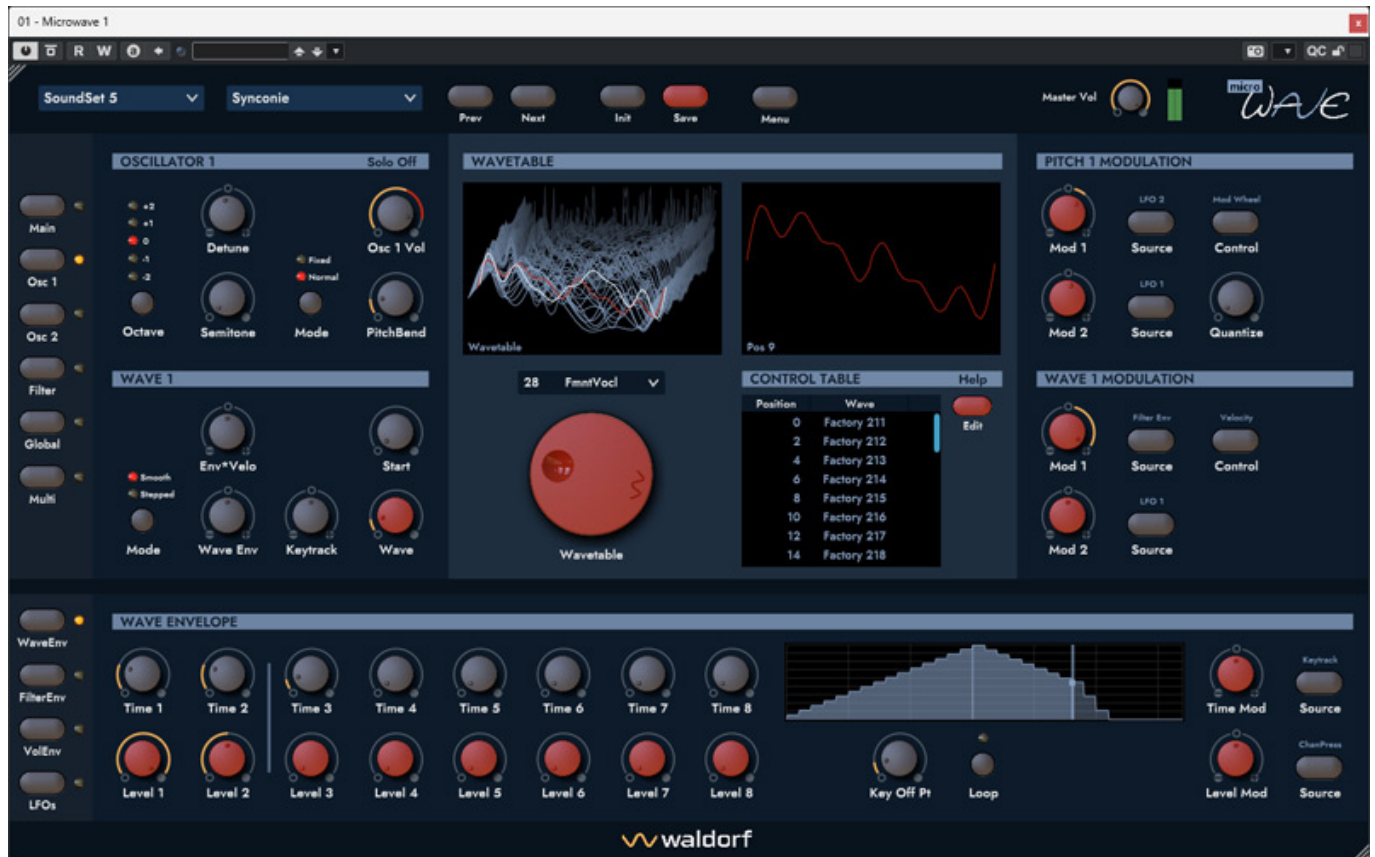 01 - Microwave 1
x
R W QC
SoundSet 5 Synconie Master Vol micro WAVE
Prev Next Init Save Menu
OSCILLATOR 1 Solo Off
+2
+1
0
-1
-2
Octave
Detune
Semitone
Fixed
Normal
Mode
Osc 1 Vol
PitchBend
WAVETABLE
Wavetable
Pos 9
PITCH 1 MODULATION
LFO 2 Mod Wheel
Mod 1 Source Control
LFO 1
Mod 2 Source Quantize
Main
Osc 1
Osc 2
Filter
Global
Multi
WAVE 1
Env*Velo Start
Smooth
Stepped
Mode Wave Env Keytrack Wave
28 FmntVocl
Wavetable
CONTROL TABLE Help
Position Wave
0 Factory 211
2 Factory 212
4 Factory 213
6 Factory 214
8 Factory 215
10 Factory 216
12 Factory 217
14 Factory 218
Edit
WAVE 1 MODULATION
Filter Env Velocity
Mod 1 Source Control
LFO 1
Mod 2 Source
WaveEnv
FilterEnv
VolEnv
LFOs
WAVE ENVELOPE
Time 1 Time 2 Time 3 Time 4 Time 5 Time 6 Time 7 Time 8
Level 1 Level 2 Level 3 Level 4 Level 5 Level 6 Level 7 Level 8
Key Off Pt Loop
Keytrack
Time Mod Source
ChanPress
Level Mod Source
waldorf